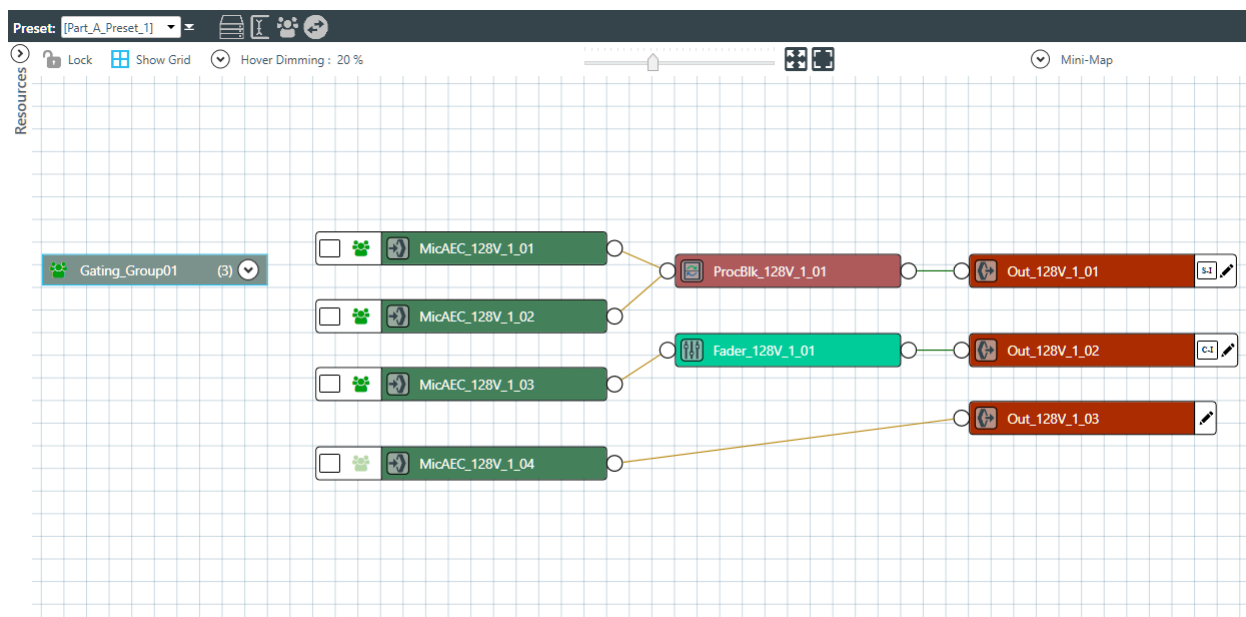 Preset: [Part_A_Preset_1]
Lock Show Grid Hover Dimming : 20 % Mini-Map
Resources
MicAEC_128V_1_01
Gating_Group01 (3)
ProcBlk_128V_1_01
Out_128V_1_01 S-I
MicAEC_128V_1_02
Fader_128V_1_01
Out_128V_1_02 C-I
MicAEC_128V_1_03
Out_128V_1_03
MicAEC_128V_1_04